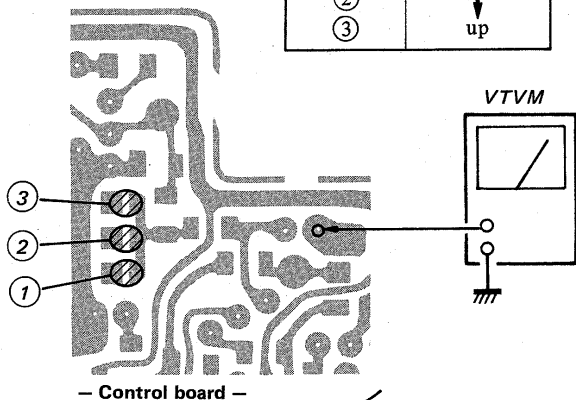 ②
③
up
VTVM
③
②
①
– Control board –